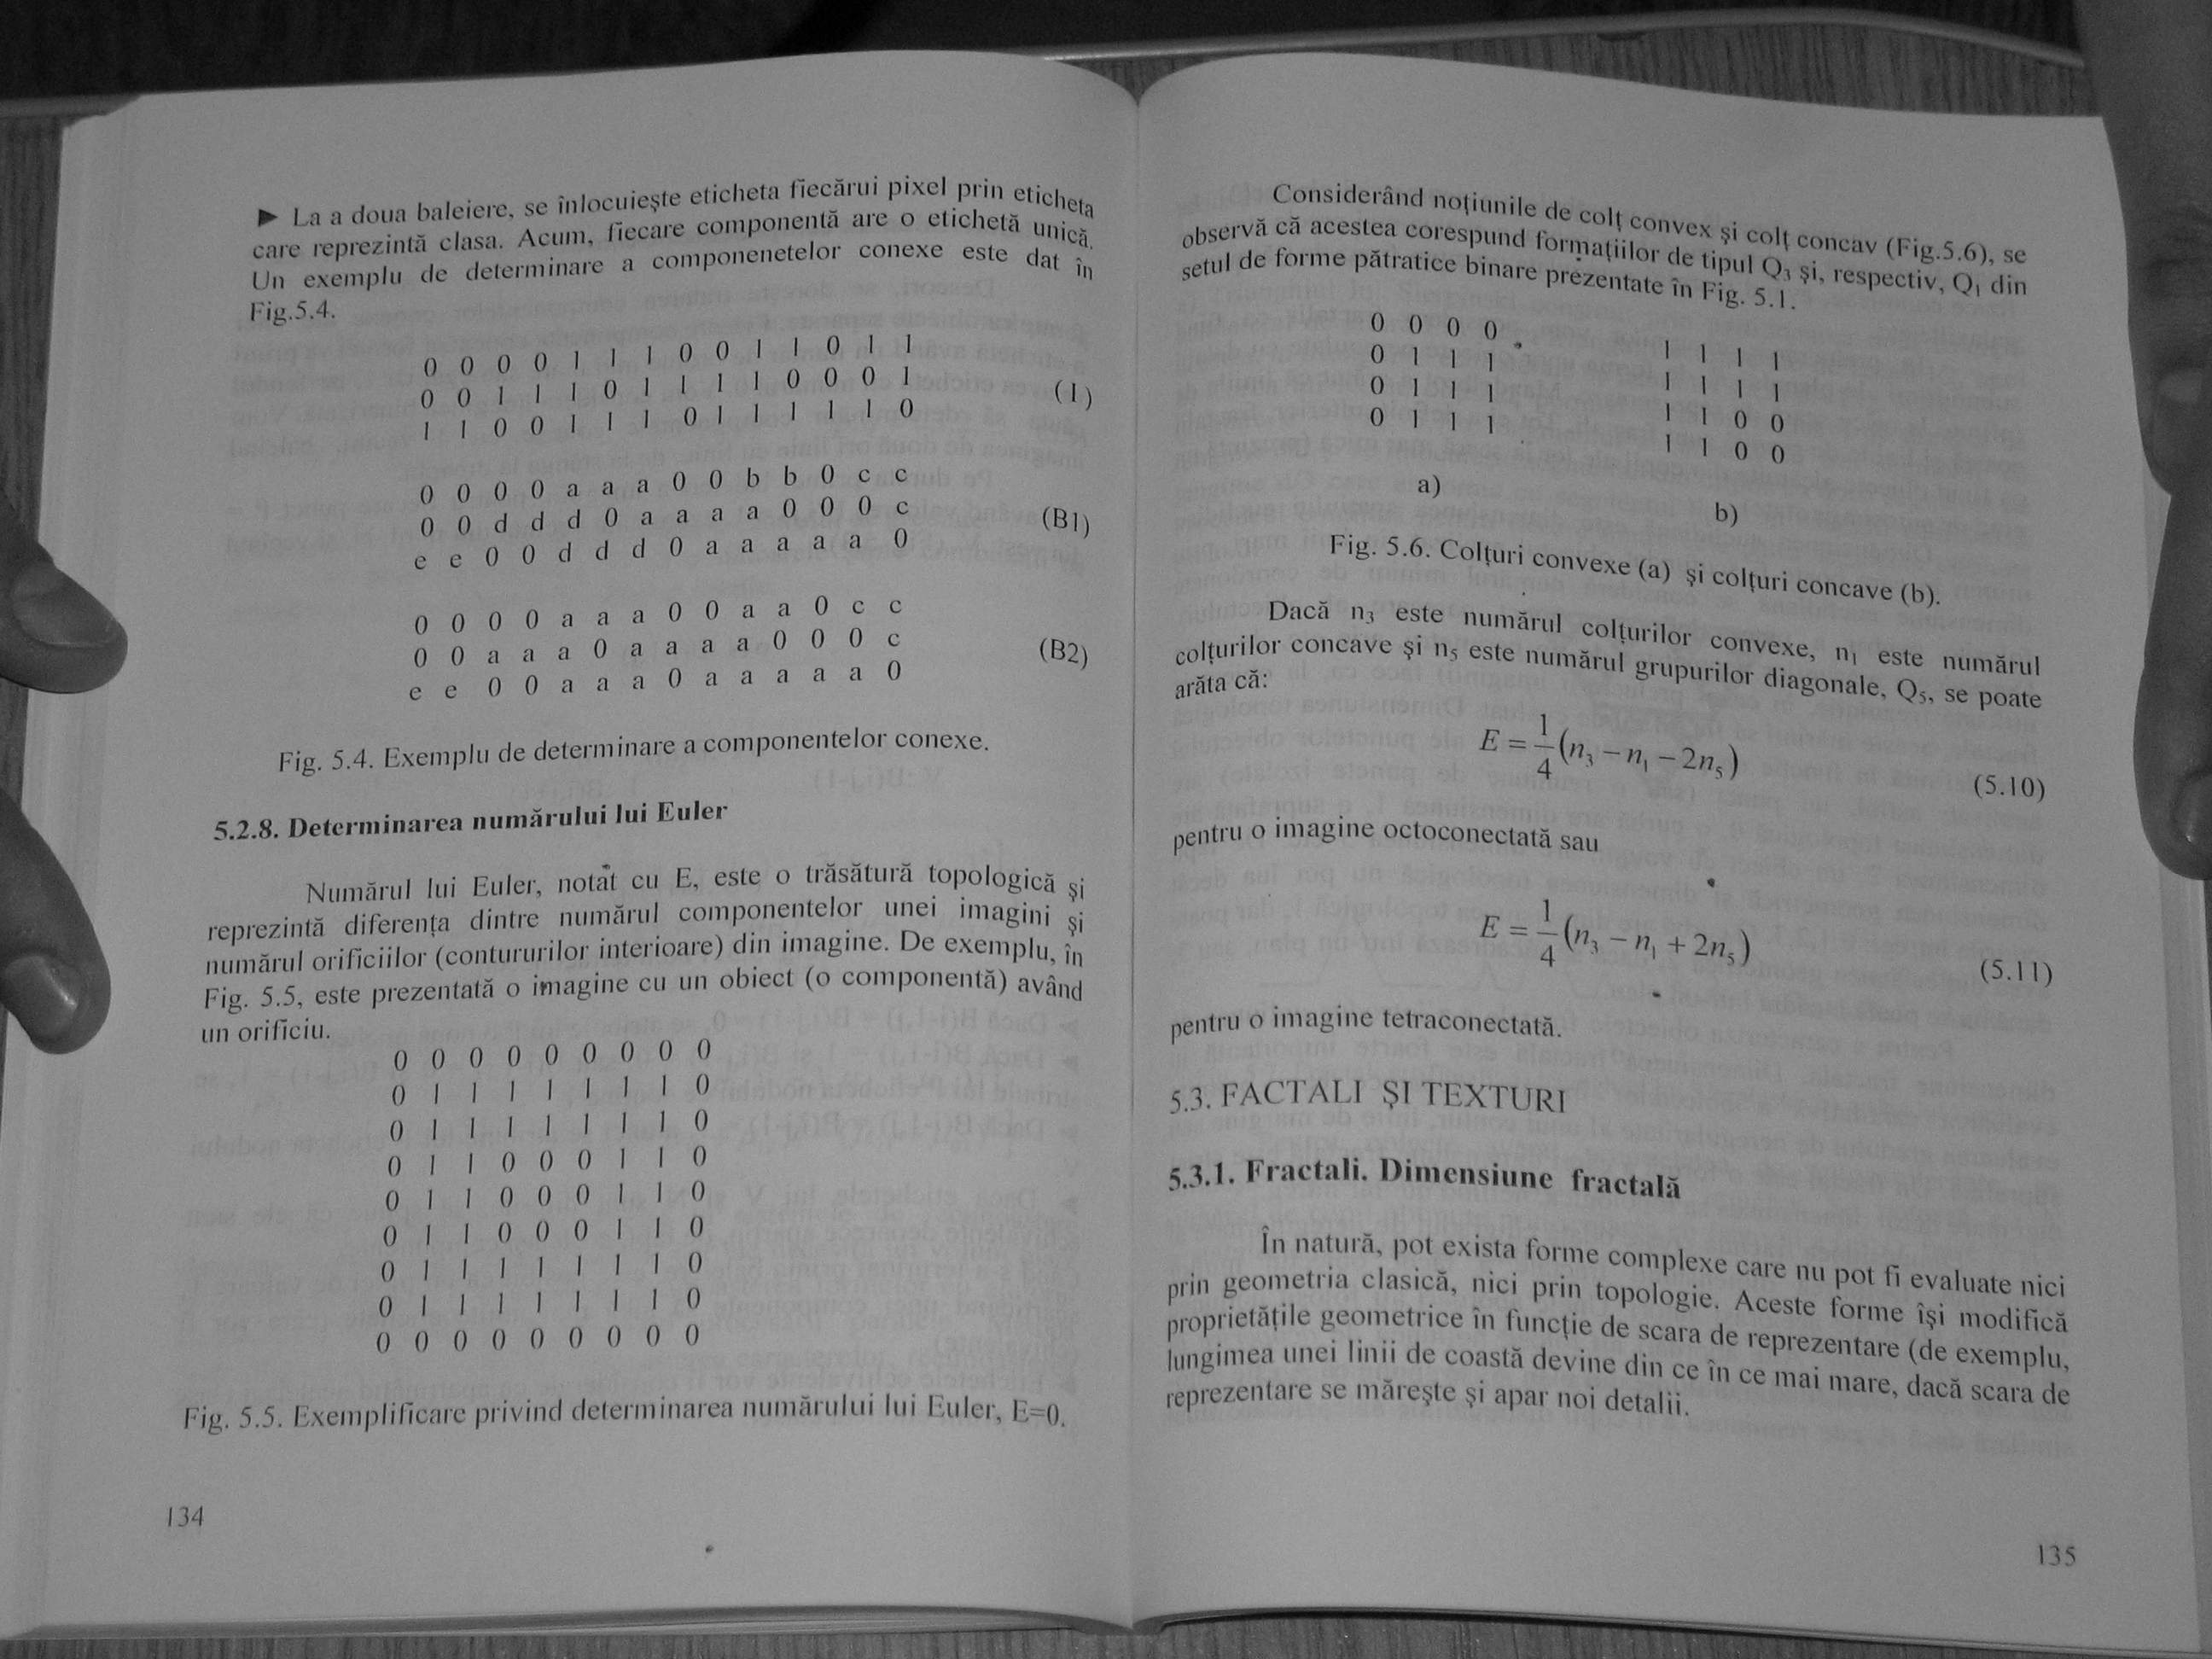 ► La a doua baleiere, se înlocuieşte eticheta fiecărui pixel prin eticheta
care reprezintă clasa. Acum, fiecare componentă are o etichetă unică.
Un exemplu de determinare a componenetelor conexe este dat în
Fig.5.4.
0 0 0 0 1 1 1 0 0 1 1 0 1 1
0 0 1 1 1 0 1 1 1 1 0 0 0 1 (1)
1 1 0 0 1 1 1 0 1 1 1 1 1 0
0 0 0 0 a a a 0 0 b b 0 c c
0 0 d d d 0 a a a a 0 0 0 c (B1)
e e 0 0 d d d 0 a a a a a 0
0 0 0 0 a a a 0 0 a a 0 c c
0 0 a a a 0 a a a a 0 0 0 c (B2)
e e 0 0 a a a 0 a a a a a 0
Fig. 5.4. Exemplu de determinare a componentelor conexe.
5.2.8. Determinarea numărului lui Euler
Numărul lui Euler, notat cu E, este o trăsătură topologică şi
reprezintă diferenţa dintre numărul componentelor unei imagini şi
numărul orificiilor (contururilor interioare) din imagine. De exemplu, în
Fig. 5.5, este prezentată o imagine cu un obiect (o componentă) având
un orificiu.
0 0 0 0 0 0 0 0 0
0 1 1 1 1 1 1 1 0
0 1 1 1 1 1 1 1 0
0 1 1 0 0 0 1 1 0
0 1 1 0 0 0 1 1 0
0 1 1 0 0 0 1 1 0
0 1 1 1 1 1 1 1 0
0 1 1 1 1 1 1 1 0
0 0 0 0 0 0 0 0 0
Fig. 5.5. Exemplificare privind determinarea numărului lui Euler, E=0.
134
Considerând noţiunile de colţ convex şi colţ concav (Fig.5.6), se
observă că acestea corespund formaţiilor de tipul Q₃ şi, respectiv, Q₁ din
setul de forme pătratice binare prezentate în Fig. 5.1.
0 0 0 0
0 1 1 1 1 1 1 1
0 1 1 1 1 1 1 1
0 1 1 1 1 1 0 0
1 1 0 0
a) b)
Fig. 5.6. Colţuri convexe (a) şi colţuri concave (b).
Dacă n₃ este numărul colţurilor convexe, n₁ este numărul
colţurilor concave şi n₅ este numărul grupurilor diagonale, Q₅, se poate
arăta că:
E = 1/4 (n₃ − n₁ − 2n₅) (5.10)
pentru o imagine octoconectată sau
E = 1/4 (n₃ − n₁ + 2n₅) (5.11)
pentru o imagine tetraconectată.
5.3. FACTALI ŞI TEXTURI
5.3.1. Fractali. Dimensiune fractală
În natură, pot exista forme complexe care nu pot fi evaluate nici
prin geometria clasică, nici prin topologie. Aceste forme îşi modifică
proprietăţile geometrice în funcţie de scara de reprezentare (de exemplu,
lungimea unei linii de coastă devine din ce în ce mai mare, dacă scara de
reprezentare se măreşte şi apar noi detalii.
135